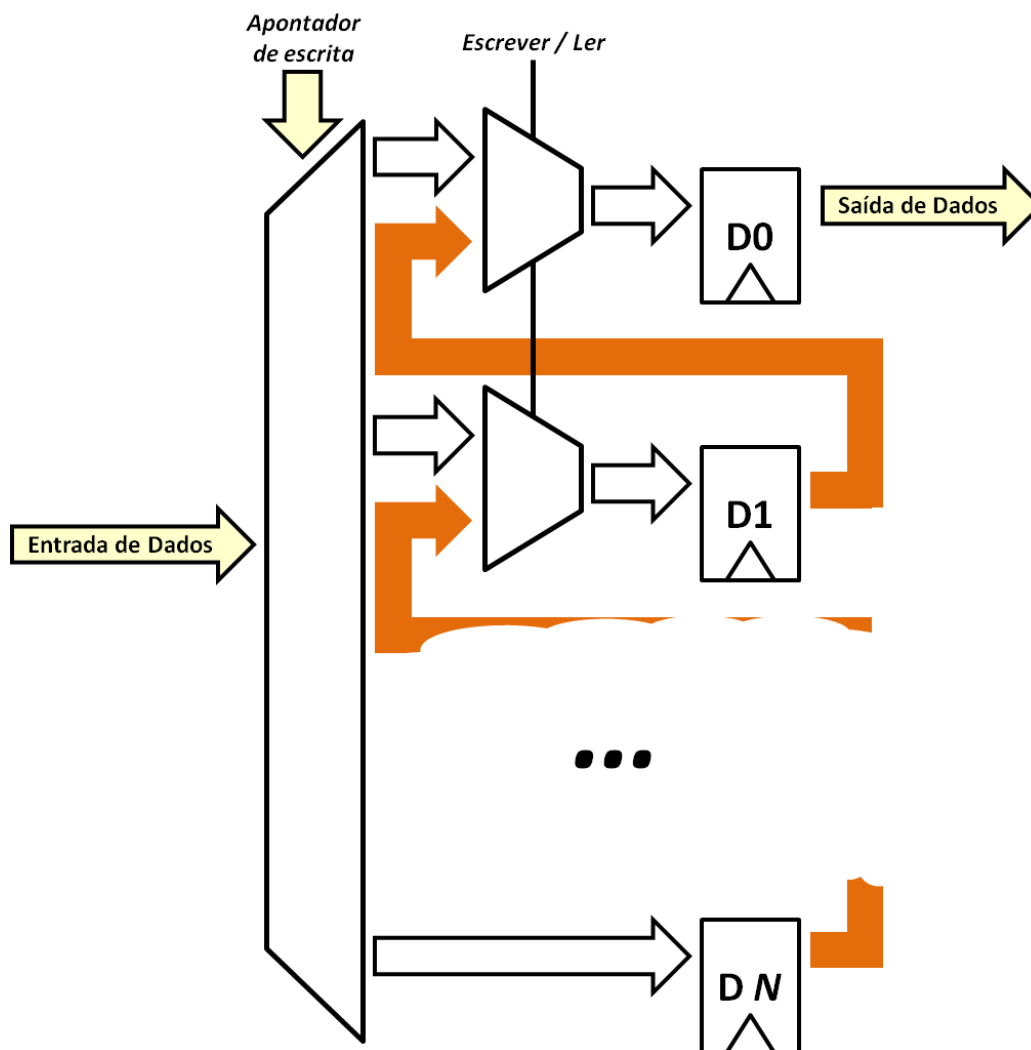 Apontador
de escrita
Escrever / Ler
D0
Saída de Dados
D1
Entrada de Dados
...
D N